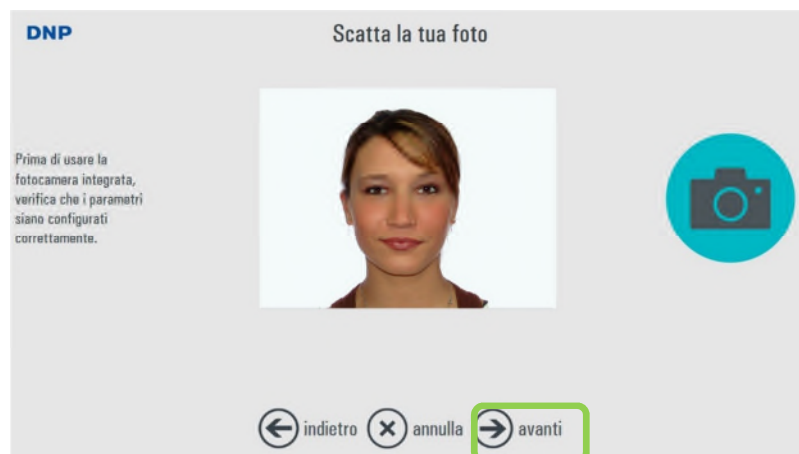 DNP
Scatta la tua foto
Prima di usare la
fotocamera integrata,
verifica che i parametri
siano configurati
correttamente.
indietro
annulla
avanti